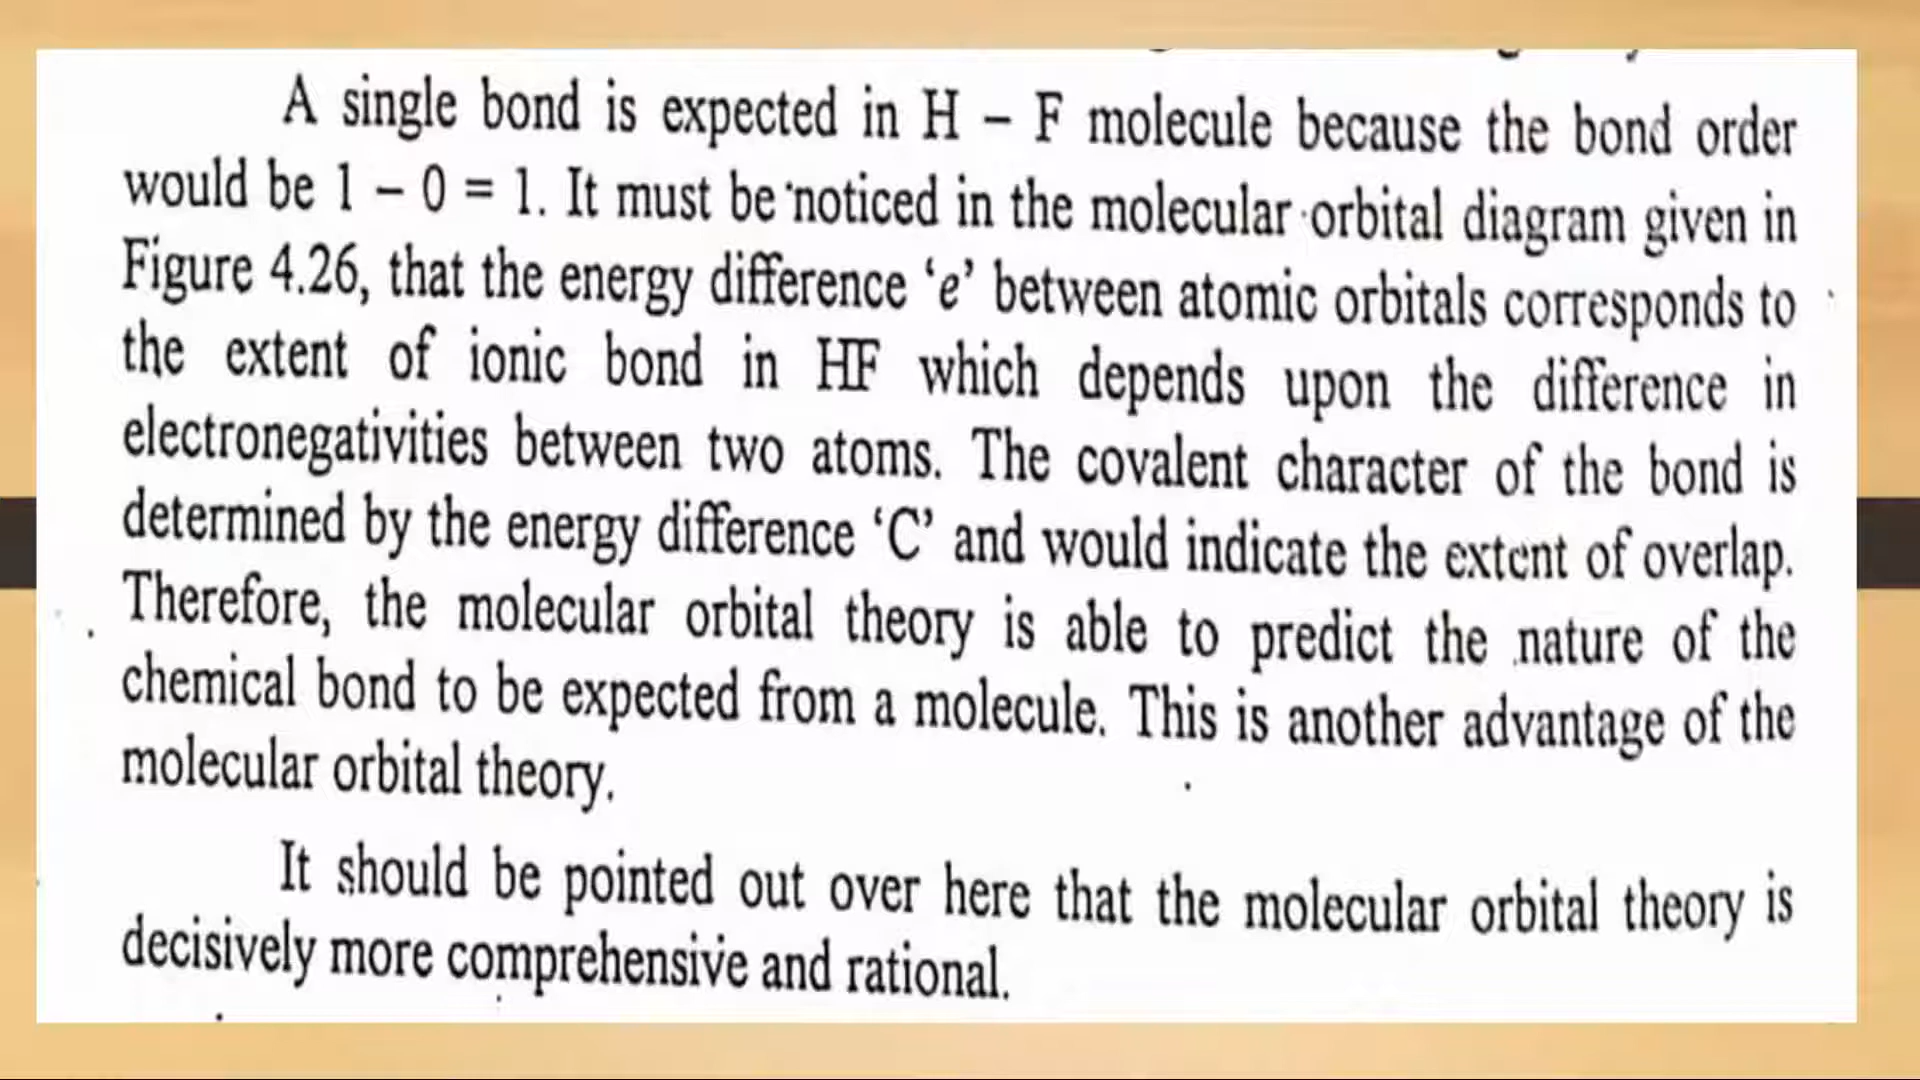 A single bond is expected in H – F molecule because the bond order
would be 1 – 0 = 1. It must be noticed in the molecular orbital diagram given in
Figure 4.26, that the energy difference ‘e’ between atomic orbitals corresponds to
the extent of ionic bond in HF which depends upon the difference in
electronegativities between two atoms. The covalent character of the bond is
determined by the energy difference ‘C’ and would indicate the extent of overlap.
Therefore, the molecular orbital theory is able to predict the nature of the
chemical bond to be expected from a molecule. This is another advantage of the
molecular orbital theory.
It should be pointed out over here that the molecular orbital theory is
decisively more comprehensive and rational.